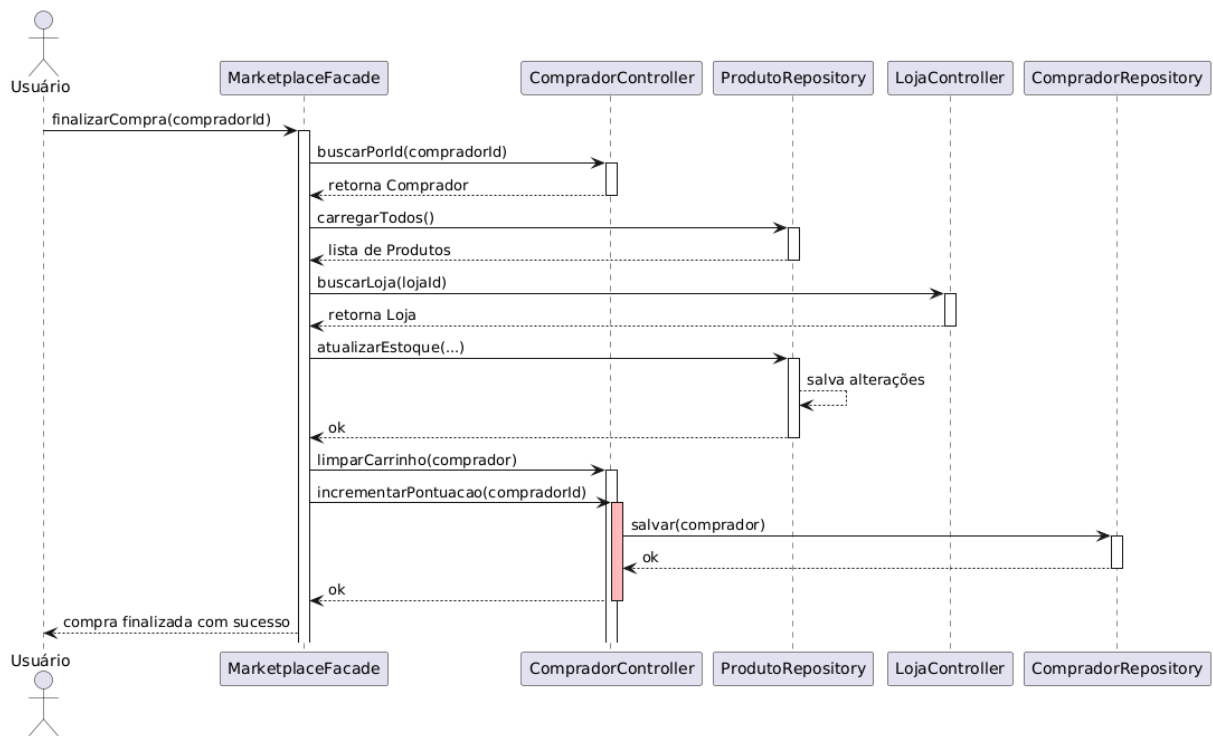 Usuário
MarketplaceFacade
CompradorController
ProdutoRepository
LojaController
CompradorRepository
finalizarCompra(compradorId)
buscarPorId(compradorId)
retorna Comprador
carregarTodos()
lista de Produtos
buscarLoja(lojaId)
retorna Loja
atualizarEstoque(...)
salva alterações
ok
limparCarrinho(comprador)
incrementarPontuacao(compradorId)
salvar(comprador)
ok
ok
compra finalizada com sucesso
Usuário
MarketplaceFacade
CompradorController
ProdutoRepository
LojaController
CompradorRepository